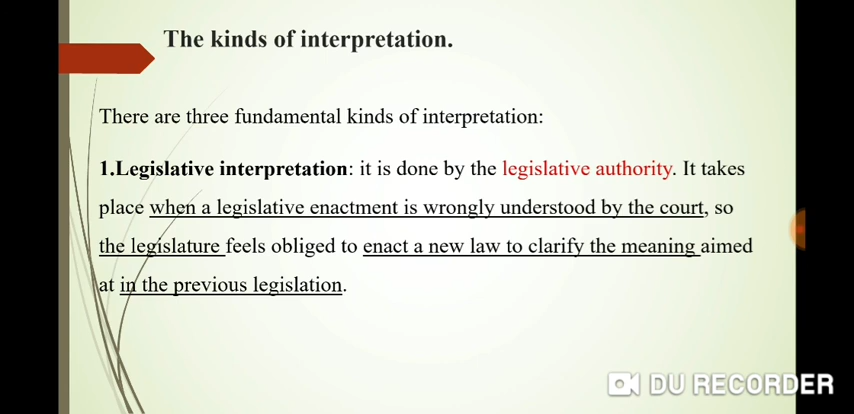 The kinds of interpretation.
There are three fundamental kinds of interpretation:
1.Legislative interpretation: it is done by the legislative authority. It takes
place when a legislative enactment is wrongly understood by the court, so
the legislature feels obliged to enact a new law to clarify the meaning aimed
at in the previous legislation.
DU RECORDER